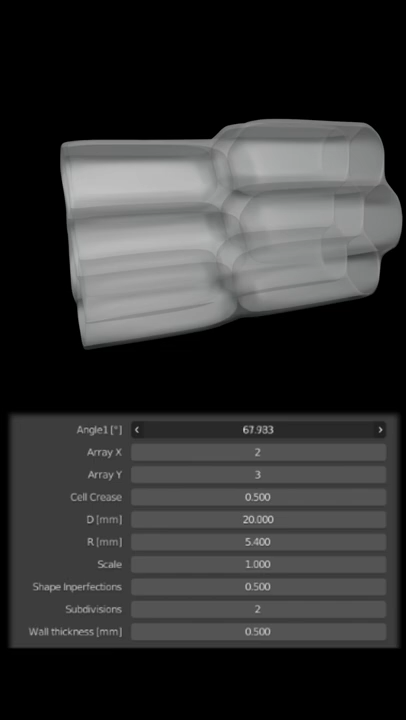 Angle1 [°] 67.983
Array X 2
Array Y 3
Cell Crease 0.500
D [mm] 20.000
R [mm] 5.400
Scale 1.000
Shape Inperfections 0.500
Subdivisions 2
Wall thickness [mm] 0.500